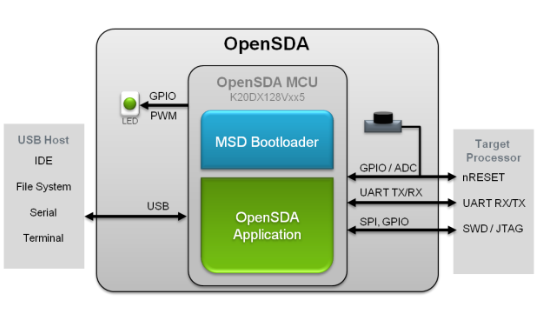 OpenSDA
OpenSDA MCU
K20DX128Vxx5
GPIO
PWM
LED
MSD Bootloader
OpenSDA
Application
USB Host
IDE
File System
Serial
Terminal
USB
GPIO / ADC
UART TX/RX
SPI, GPIO
Target
Processor
nRESET
UART RX/TX
SWD / JTAG